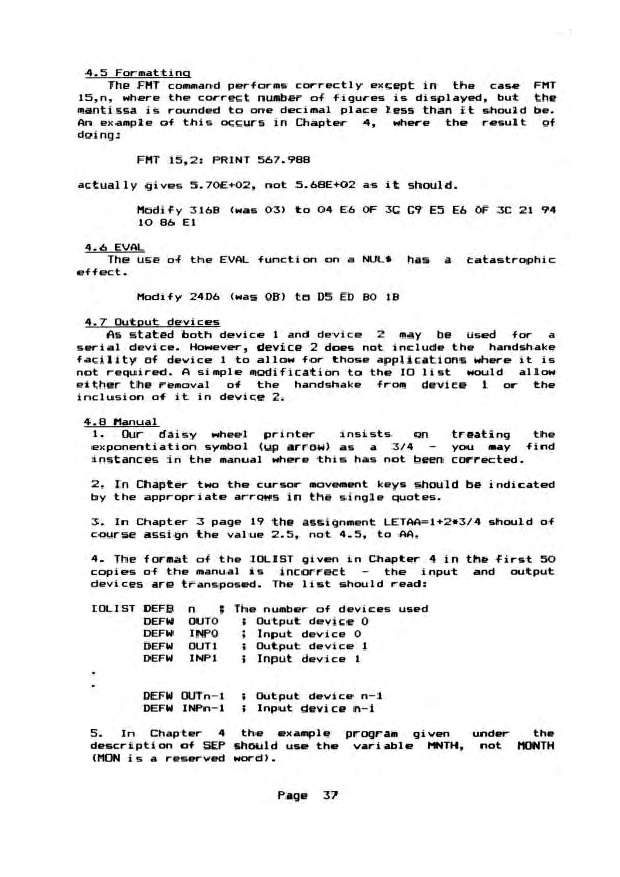 4.5 Formatting
The FMT command performs correctly except in the case FMT
15,n, where the correct number of figures is displayed, but the
mantissa is rounded to one decimal place less than it should be.
An example of this occurs in Chapter 4, where the result of
doing:
FMT 15,2: PRINT 567.988
actually gives 5.70E+02, not 5.68E+02 as it should.
Modify 316B (was 03) to 04 E6 0F 3C C9 E5 E6 0F 3C 21 94
10 86 E1
4.6 EVAL
The use of the EVAL function on a NUL$ has a catastrophic
effect.
Modify 24D6 (was 0B) to D5 ED B0 1B
4.7 Output devices
As stated both device 1 and device 2 may be used for a
serial device. However, device 2 does not include the handshake
facility of device 1 to allow for those applications where it is
not required. A simple modification to the IO list would allow
either the removal of the handshake from device 1 or the
inclusion of it in device 2.
4.8 Manual
1. Our daisy wheel printer insists on treating the
exponentiation symbol (up arrow) as a 3/4 - you may find
instances in the manual where this has not been corrected.
2. In Chapter two the cursor movement keys should be indicated
by the appropriate arrows in the single quotes.
3. In Chapter 3 page 19 the assignment LETAA=1+2*3/4 should of
course assign the value 2.5, not 4.5, to AA.
4. The format of the IOLIST given in Chapter 4 in the first 50
copies of the manual is incorrect - the input and output
devices are transposed. The list should read:
IOLIST DEFB n ; The number of devices used
DEFW OUT0 ; Output device 0
DEFW INP0 ; Input device 0
DEFW OUT1 ; Output device 1
DEFW INP1 ; Input device 1
.
.
DEFW OUTn-1 ; Output device n-1
DEFW INPn-1 ; Input device n-1
5. In Chapter 4 the example program given under the
description of SEP should use the variable MNTH, not MONTH
(MON is a reserved word).
Page 37